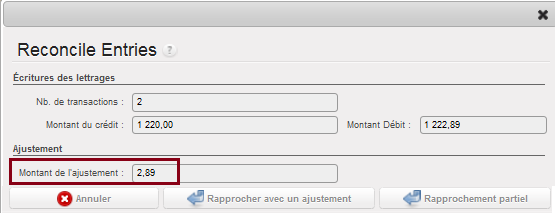 Reconcile Entries ?
Écritures des lettrages
Nb. de transactions : 2
Montant du crédit : 1 220,00 Montant Débit : 1 222,89
Ajustement
Montant de l'ajustement : 2,89
Annuler Rapprocher avec un ajustement Rapprochement partiel